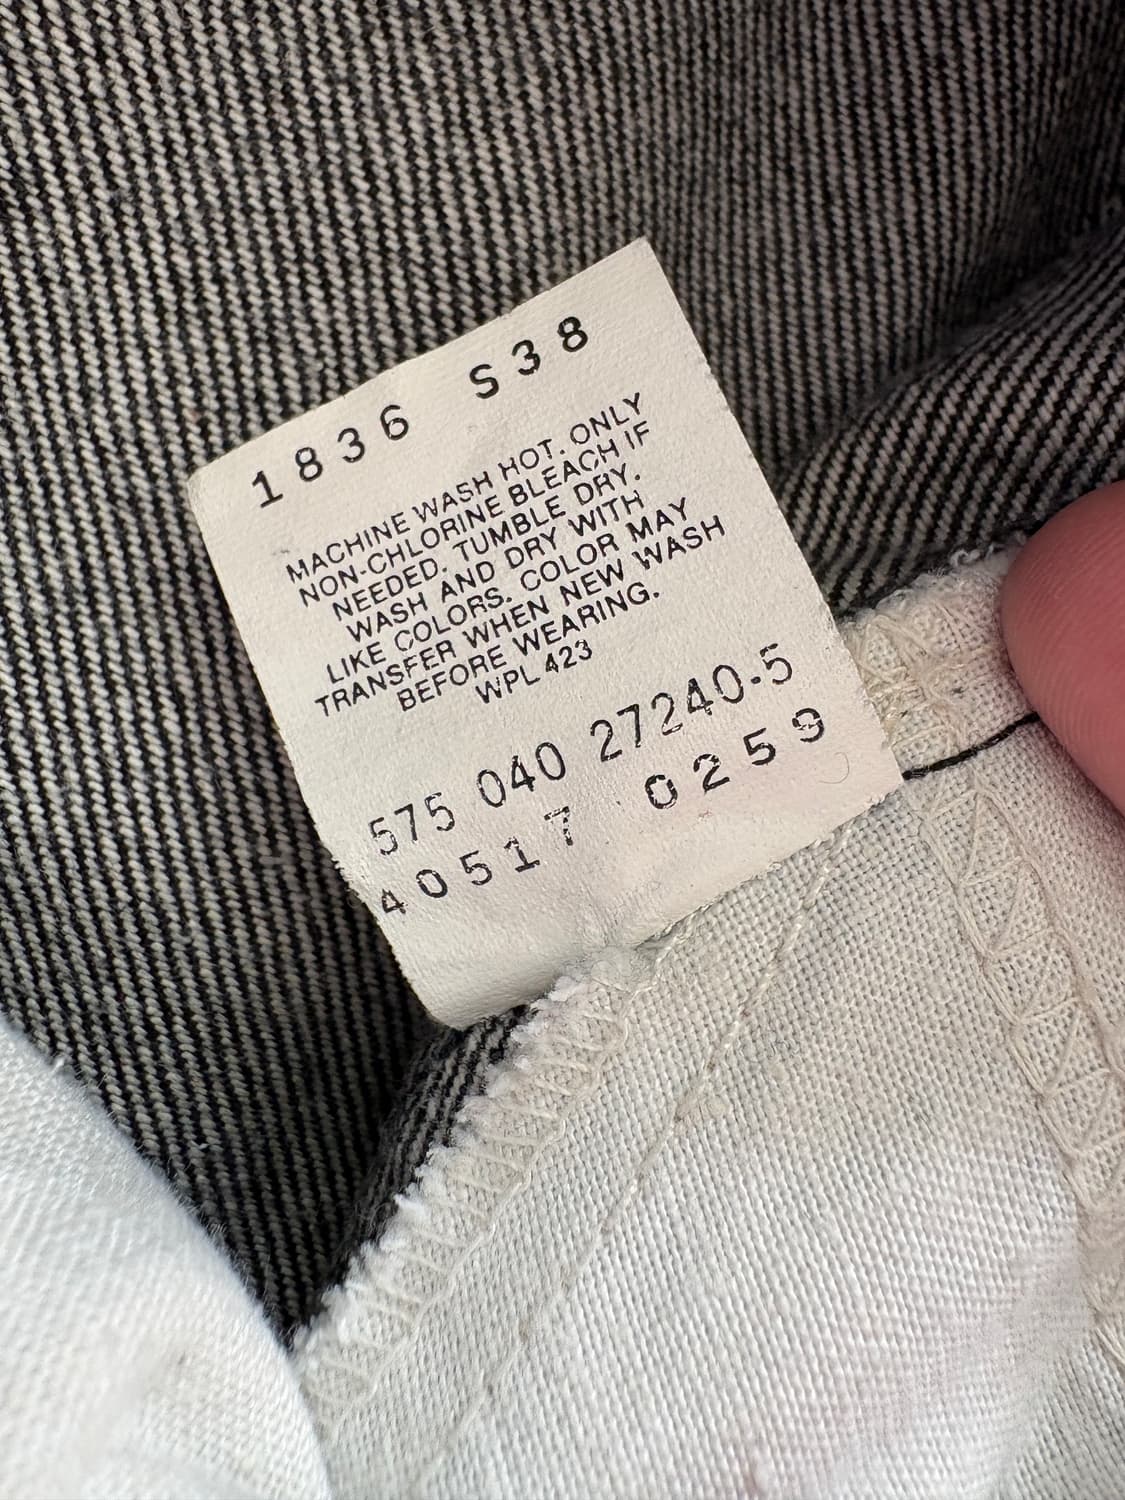 1836 S38
MACHINE WASH HOT. ONLY
NON-CHLORINE BLEACH IF
NEEDED. TUMBLE DRY.
WASH AND DRY WITH
LIKE COLORS. COLOR MAY
TRANSFER WHEN NEW WASH
BEFORE WEARING.
WPL 423
575 040 27240-5
40517 0259